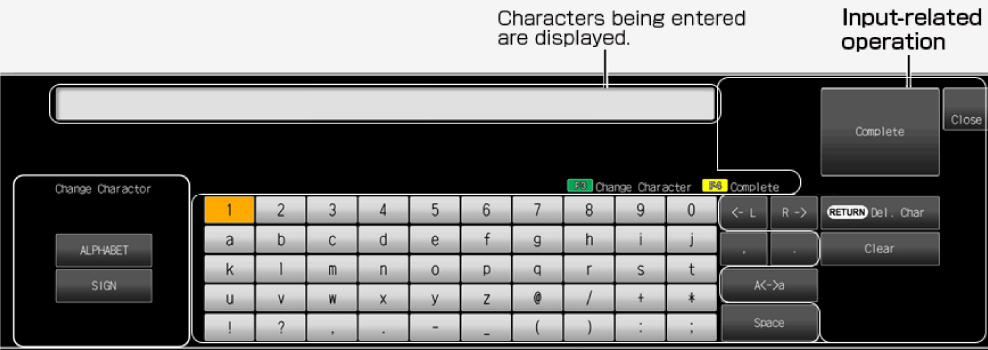 Characters being entered
are displayed.
Input-related
operation
Complete
Close
Change Charactor
F3 Change Character F4 Complete
1 2 3 4 5 6 7 8 9 0 <- L R -> RETURN Del. Char
ALPHABET
a b c d e f g h i j , . Clear
k l m n o p q r s t
SIGN
A<->a
u v w x y z @ / + *
! ? , . - _ ( ) : ; Space